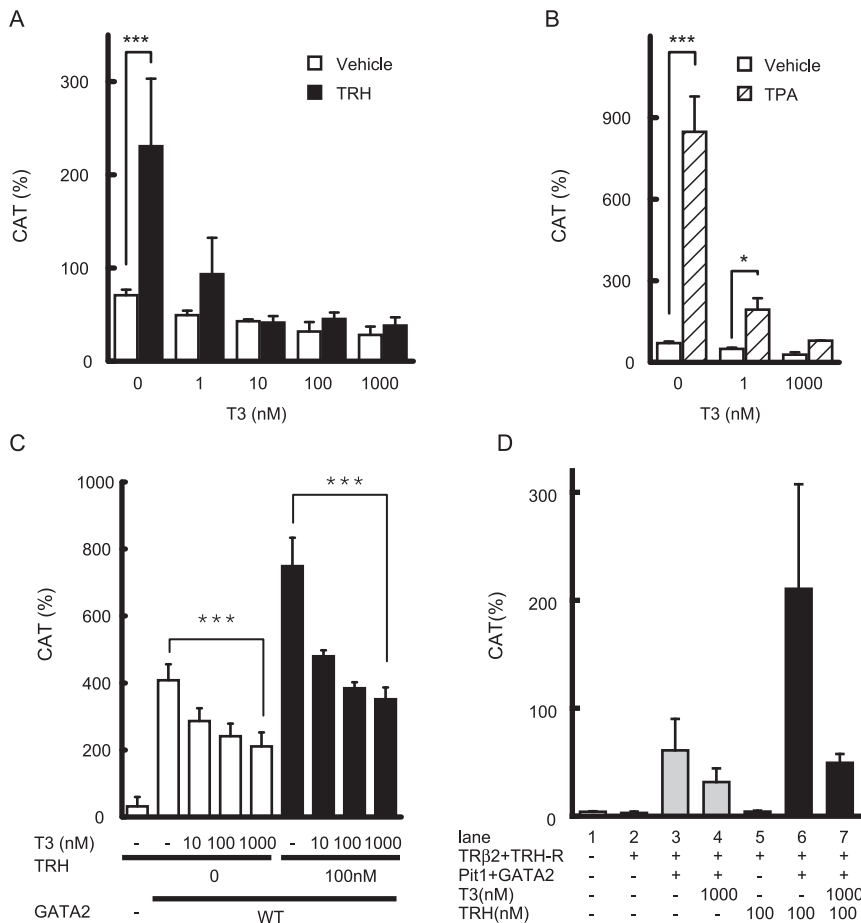 A
***
Vehicle
TRH
300
200
100
0
CAT (%)
0 1 10 100 1000
T3 (nM)
B
***
Vehicle
TPA
900
600
300
0
CAT (%)
*
0 1 1000
T3 (nM)
C
1000
800
600
400
200
0
CAT (%)
***
***
T3 (nM) - - 10 100 1000 - 10 100 1000
TRH 0 100nM
GATA2 - WT
D
300
200
100
0
CAT(%)
lane 1 2 3 4 5 6 7
TRβ2+TRH-R - + + + + + +
Pit1+GATA2 - - + + - + +
T3(nM) - - - 1000 - - 1000
TRH(nM) - - - - 100 100 100